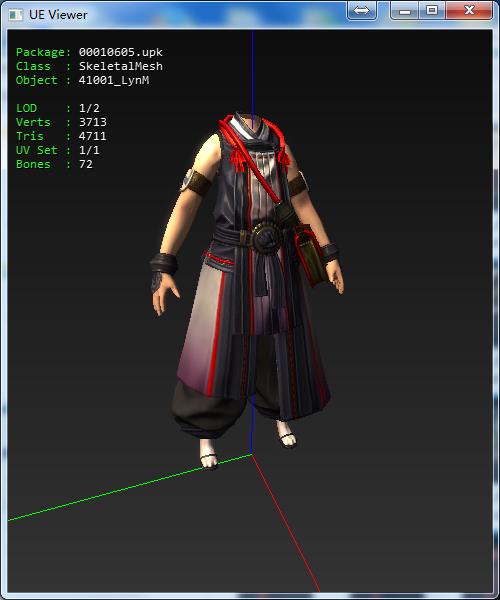 UE Viewer
Package: 00010605.upk
Class : SkeletalMesh
Object : 41001_LynM
LOD : 1/2
Verts : 3713
Tris : 4711
UV Set : 1/1
Bones : 72